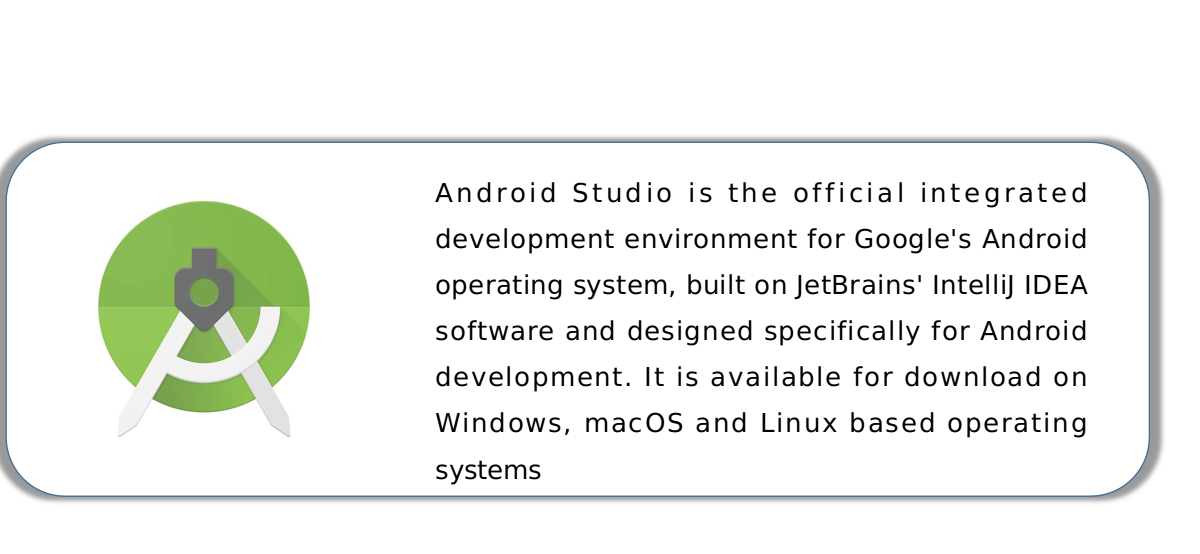 Android Studio is the official integrated
development environment for Google's Android
operating system, built on JetBrains' IntelliJ IDEA
software and designed specifically for Android
development. It is available for download on
Windows, macOS and Linux based operating
systems